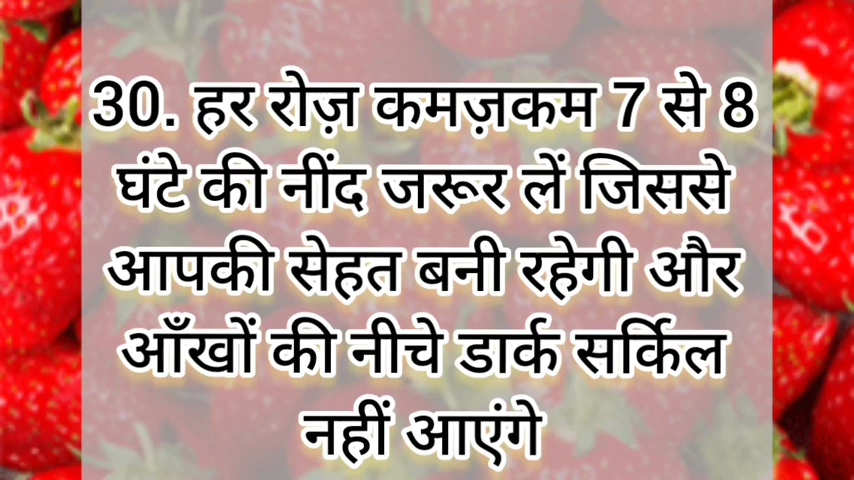 30. हर रोज़ कमज़कम 7 से 8
घंटे की नींद जरूर लें जिससे
आपकी सेहत बनी रहेगी और
आँखों की नीचे डार्क सर्किल
नहीं आएंगे